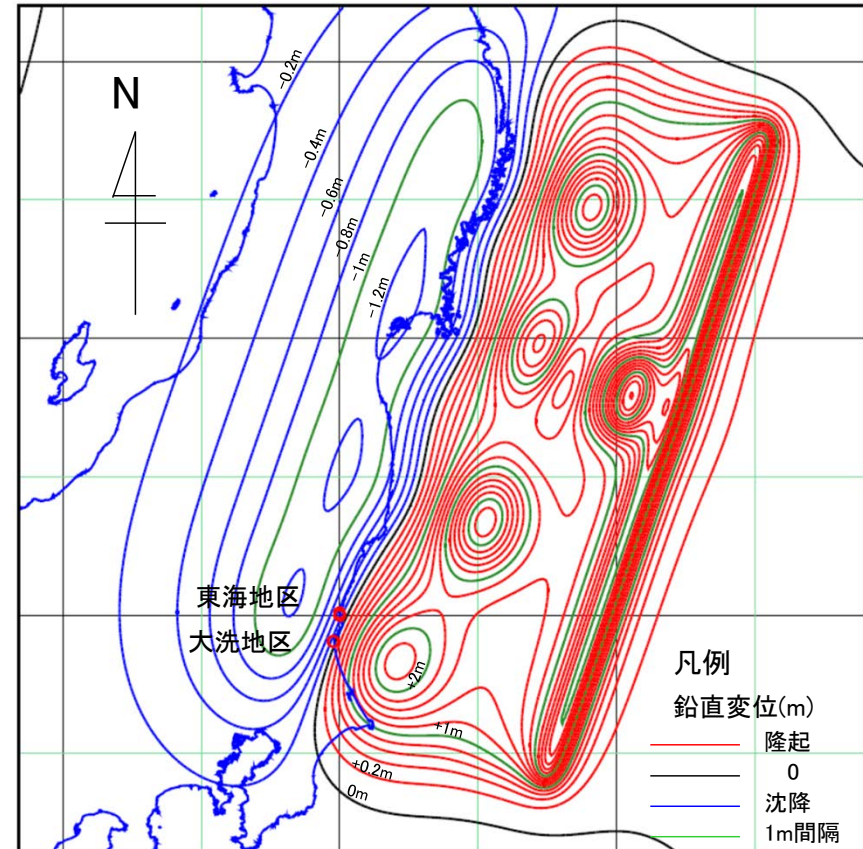 N
-0.2m
-0.4m
-0.6m
-0.8m
-1m
-1.2m
東海地区
大洗地区
+2m
+1m
+0.2m
0m
凡例
鉛直変位(m)
隆起
0
沈降
1m間隔